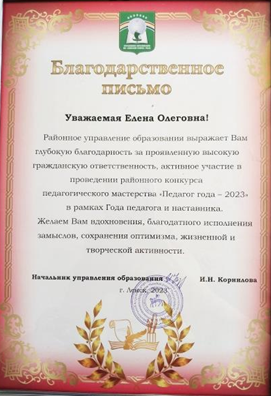 Благодарственное
письмо
Уважаемая Елена Олеговна!
Районное управление образования выражает Вам
глубокую благодарность за проявленную высокую
гражданскую ответственность, активное участие в
проведении районного конкурса
педагогического мастерства «Педагог года – 2023»
в рамках Года педагога и наставника.
Желаем Вам вдохновения, благодатного исполнения
замыслов, сохранения оптимизма, жизненной и
творческой активности.
Начальник управления образования И.Н. Корнилова
г. Ленск, 2023